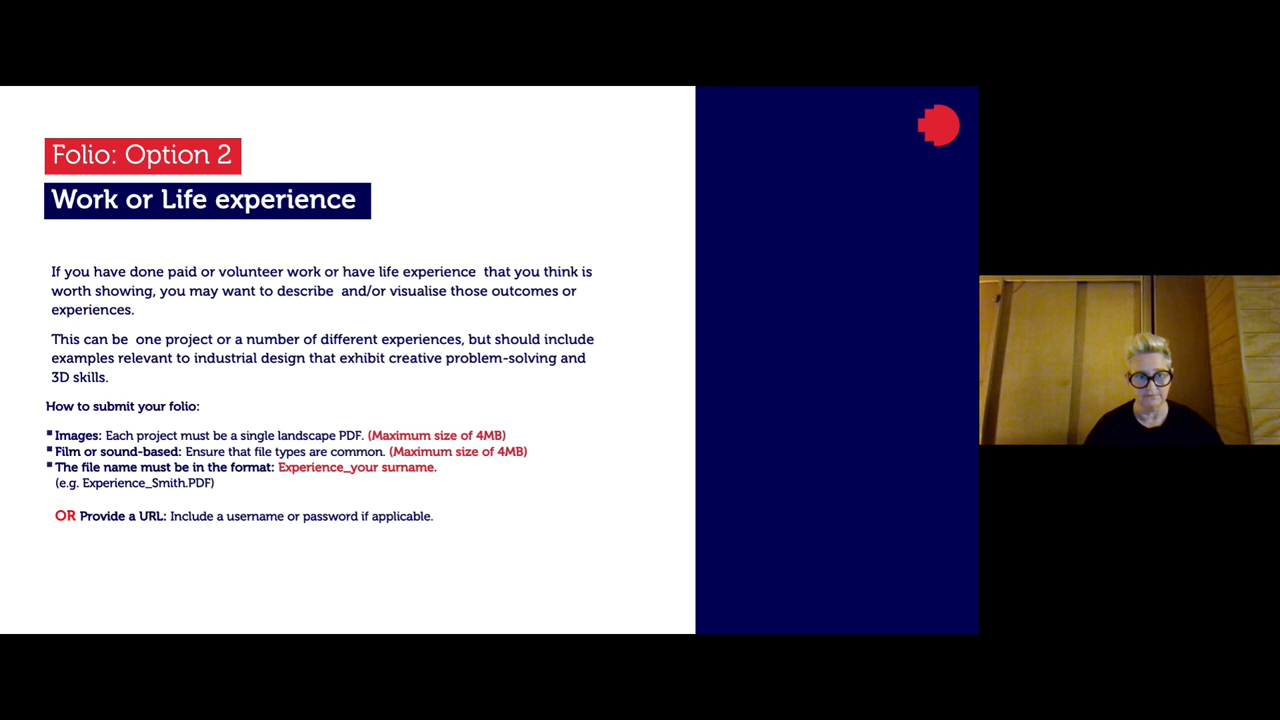 Folio: Option 2
Work or Life experience
If you have done paid or volunteer work or have life experience  that you think is
worth showing, you may want to describe  and/or visualise those outcomes or
experiences.
This can be  one project or a number of different experiences, but should include
examples relevant to industrial design that exhibit creative problem-solving and
3D skills.
How to submit your folio:
▪ Images: Each project must be a single landscape PDF. (Maximum size of 4MB)
▪ Film or sound-based: Ensure that file types are common. (Maximum size of 4MB)
▪ The file name must be in the format: Experience_your surname.
(e.g. Experience_Smith.PDF)
OR Provide a URL: Include a username or password if applicable.